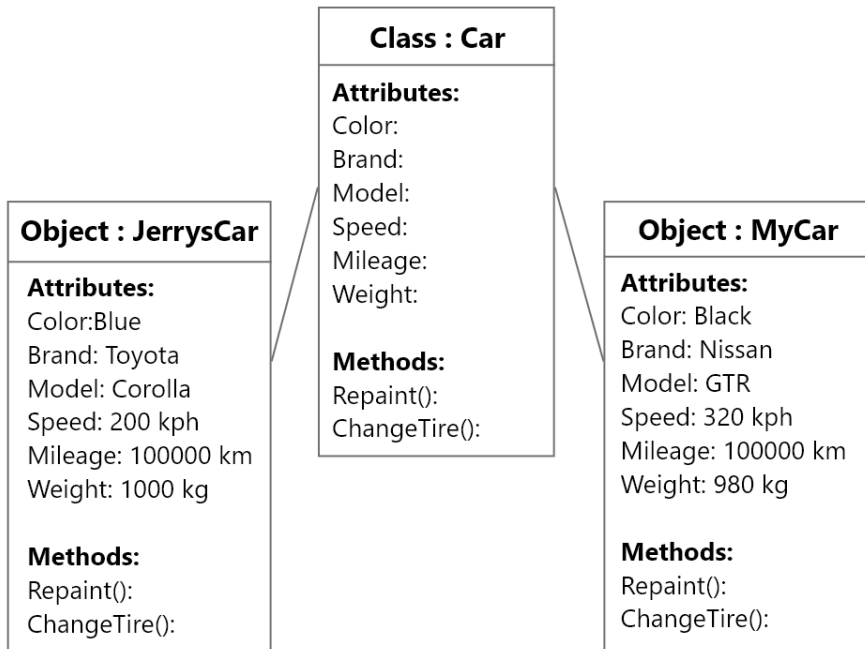 Class : Car
Attributes:
Color:
Brand:
Model:
Speed:
Mileage:
Weight:
Methods:
Repaint():
ChangeTire():
Object : JerrysCar
Attributes:
Color:Blue
Brand: Toyota
Model: Corolla
Speed: 200 kph
Mileage: 100000 km
Weight: 1000 kg
Methods:
Repaint():
ChangeTire():
Object : MyCar
Attributes:
Color: Black
Brand: Nissan
Model: GTR
Speed: 320 kph
Mileage: 100000 km
Weight: 980 kg
Methods:
Repaint():
ChangeTire():